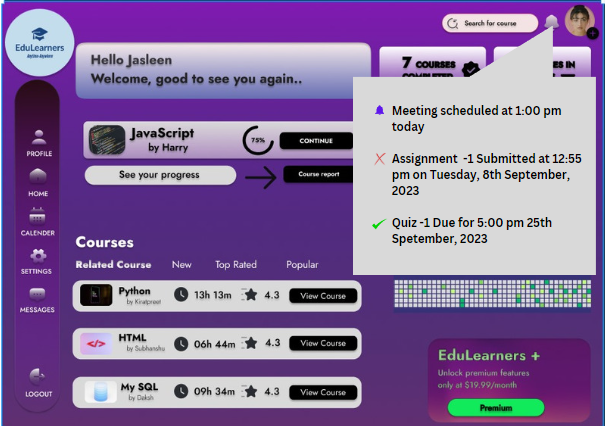 EduLearners
Anytime-Anywhere
Search for course
Hello Jasleen
Welcome, good to see you again..
7 COURSES
COMPLETED
ES IN
JavaScript
by Harry
75%
CONTINUE
See your progress
Course report
Meeting scheduled at 1:00 pm
today
Assignment -1 Submitted at 12:55
pm on Tuesday, 8th September,
2023
Quiz -1 Due for 5:00 pm 25th
Spetember, 2023
PROFILE
HOME
CALENDER
SETTINGS
MESSAGES
LOGOUT
Courses
Related Course New Top Rated Popular
Python
by Kiratpreet
13h 13m
4.3
View Course
HTML
by Subhanshu
06h 44m
4.3
View Course
My SQL
by Daksh
09h 34m
4.3
View Course
EduLearners +
Unlock premium features
only at $19.99/month
Premium